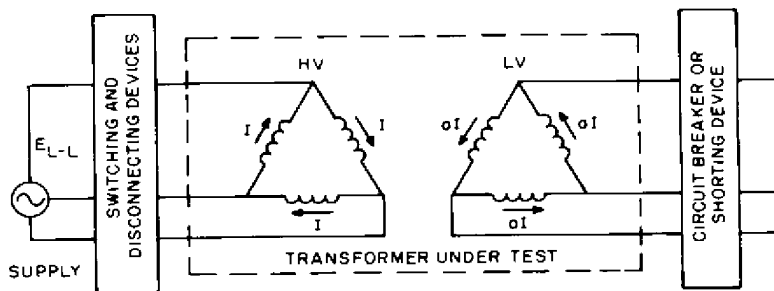 SWITCHING AND
DISCONNECTING DEVICES
E L-L
SUPPLY
HV
I
I
I
LV
aI
aI
aI
TRANSFORMER UNDER TEST
CIRCUIT BREAKER OR
SHORTING DEVICE